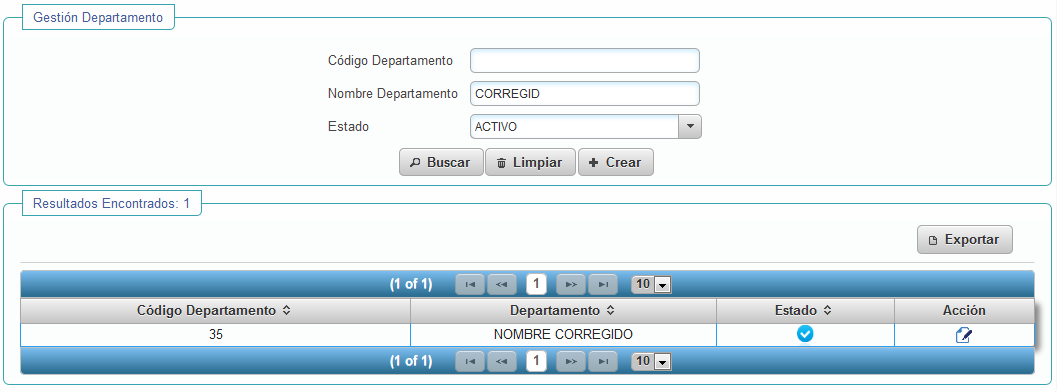 Gestión Departamento
Código Departamento
Nombre Departamento CORREGID
Estado ACTIVO
Buscar Limpiar Crear
Resultados Encontrados: 1
Exportar
(1 of 1) 1 10
Código Departamento Departamento Estado Acción
35 NOMBRE CORREGIDO
(1 of 1) 1 10